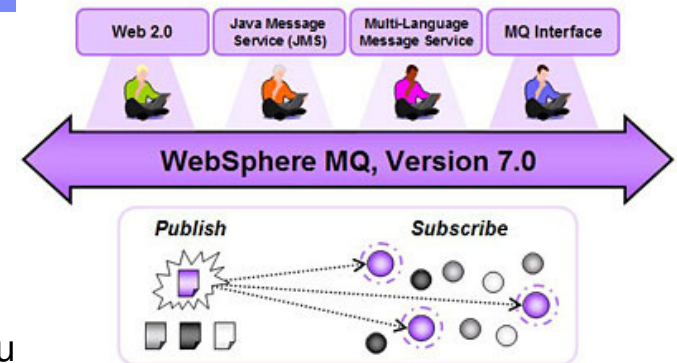 Web 2.0
Java Message
Service (JMS)
Multi-Language
Message Service
MQ Interface
WebSphere MQ, Version 7.0
Publish
Subscribe
u